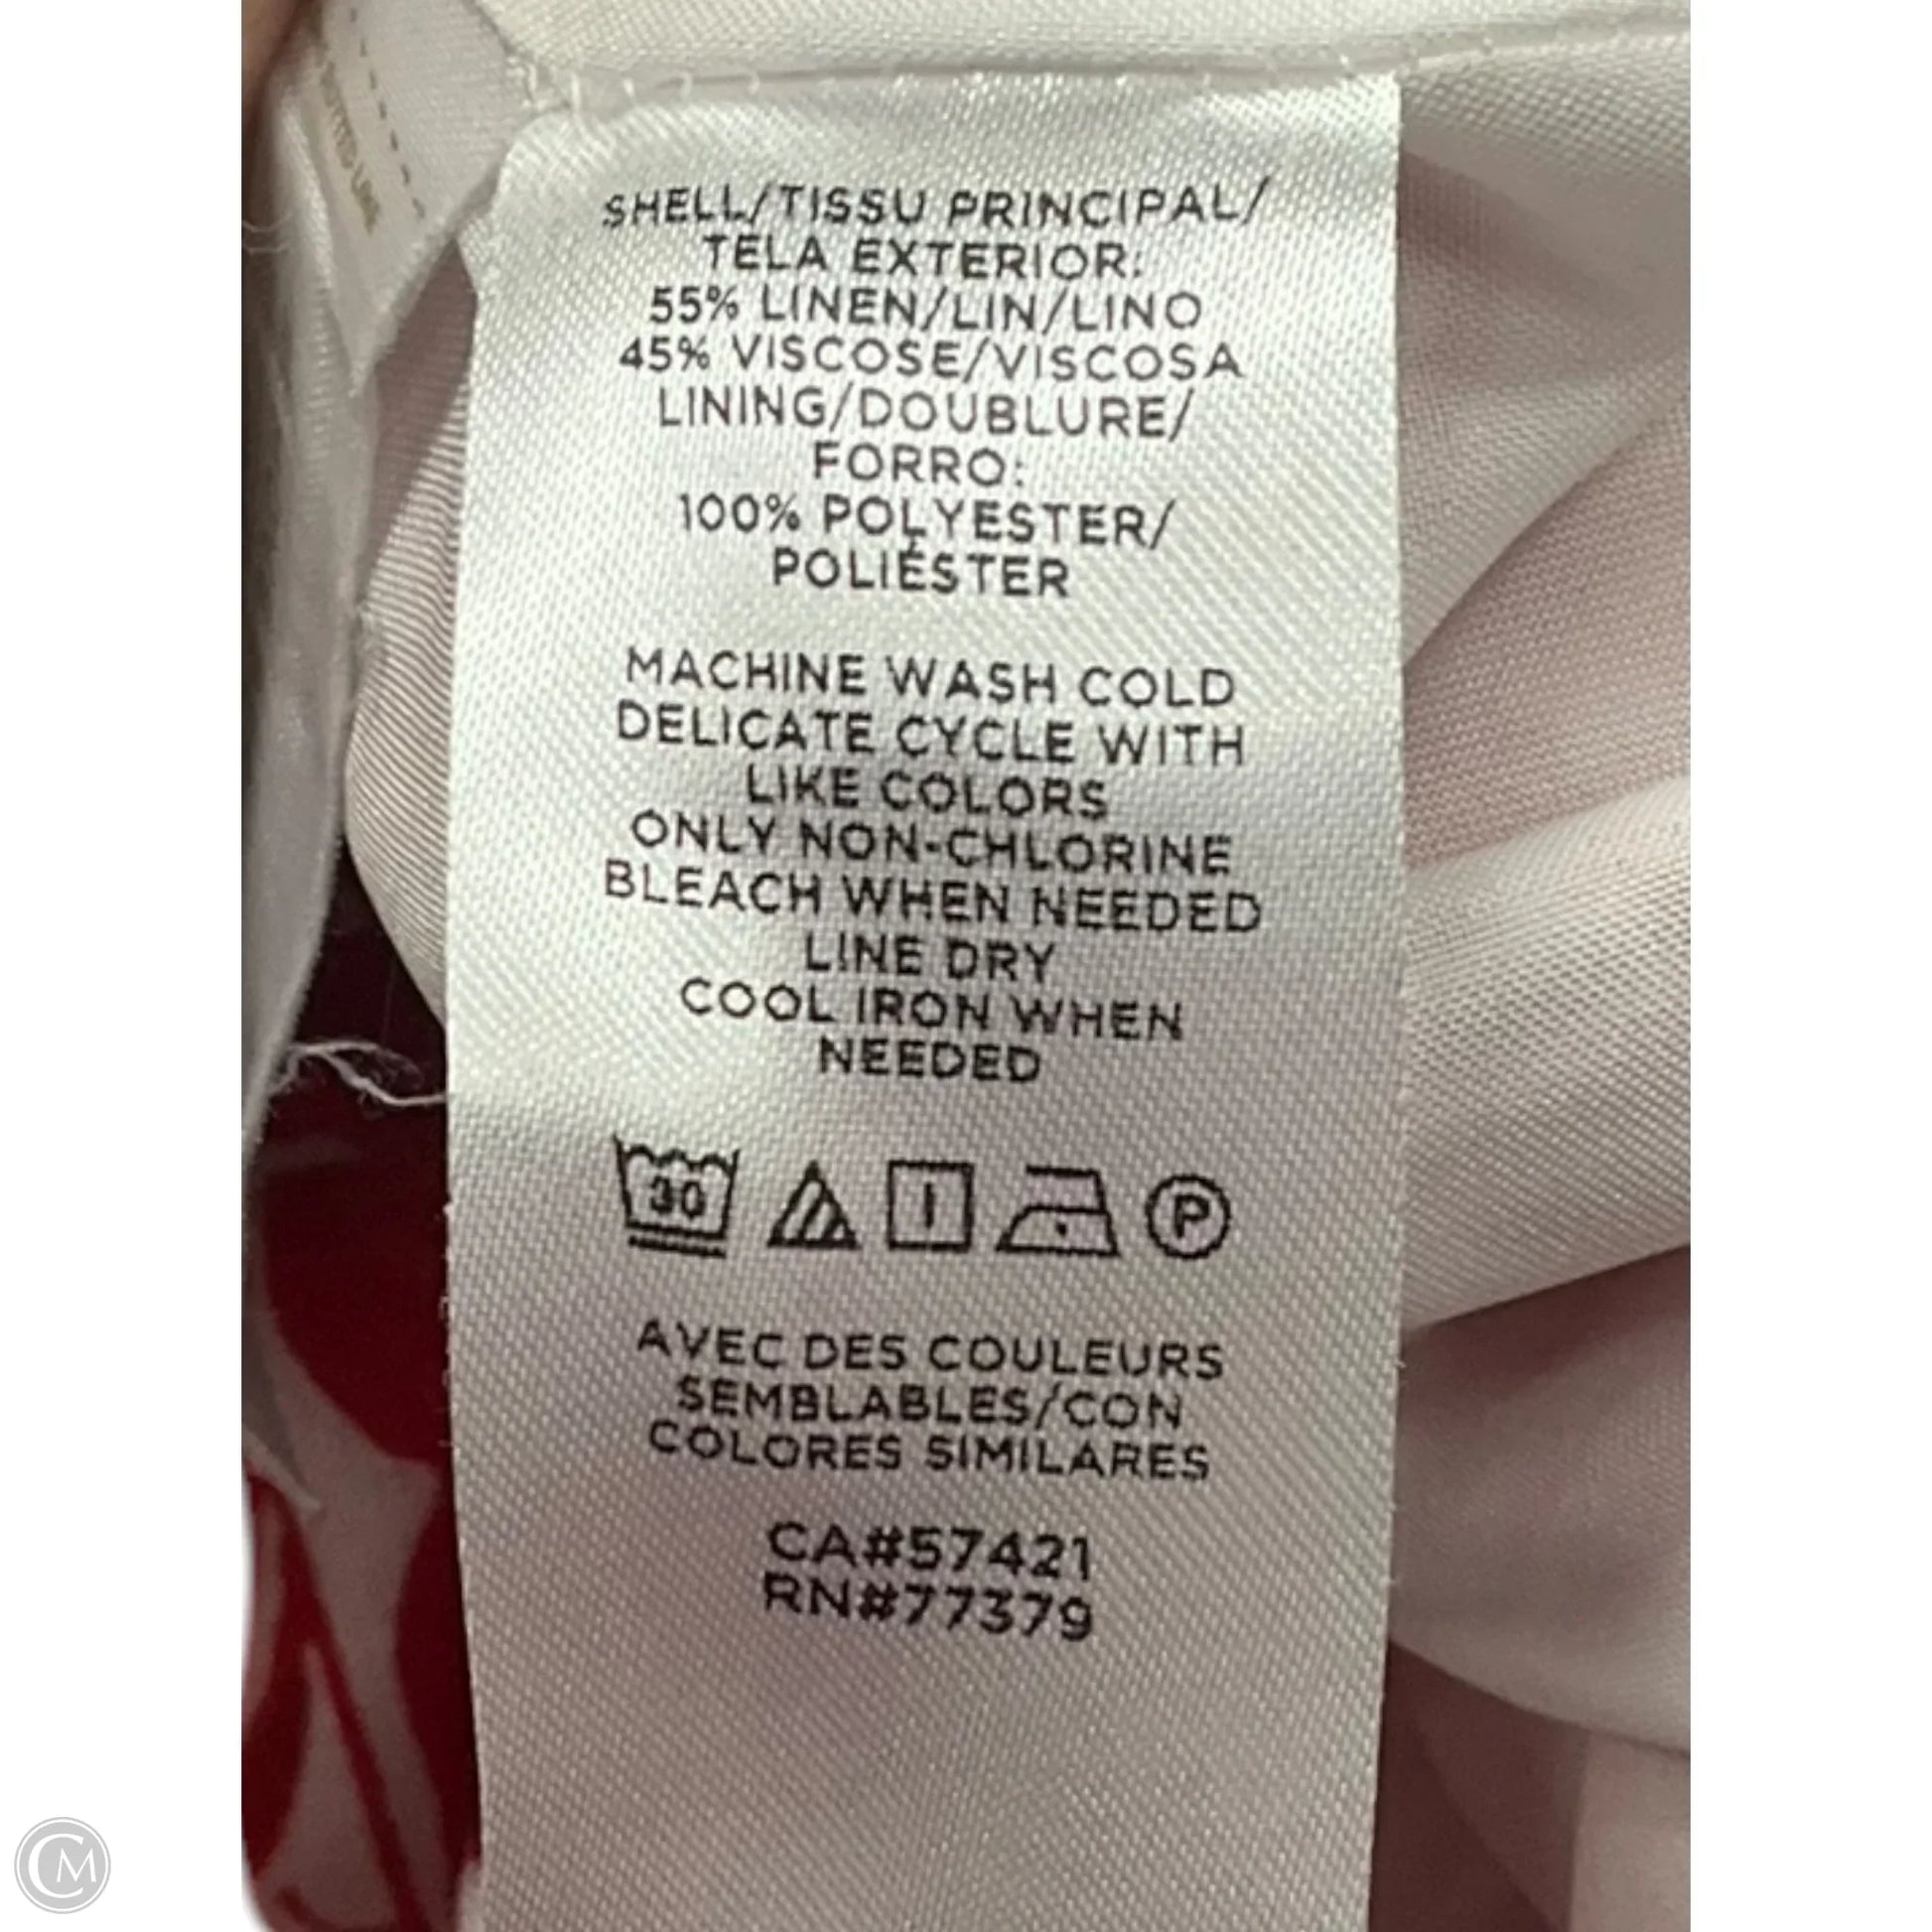 SHELL/TISSU PRINCIPAL/
TELA EXTERIOR:
55% LINEN/LIN/LINO
45% VISCOSE/VISCOSA
LINING/DOUBLURE/
FORRO:
100% POLYESTER/
POLIÉSTER
MACHINE WASH COLD
DELICATE CYCLE WITH
LIKE COLORS
ONLY NON-CHLORINE
BLEACH WHEN NEEDED
LINE DRY
COOL IRON WHEN
NEEDED
30 P
AVEC DES COULEURS
SEMBLABLES/CON
COLORES SIMILARES
CA#57421
RN#77379
CM